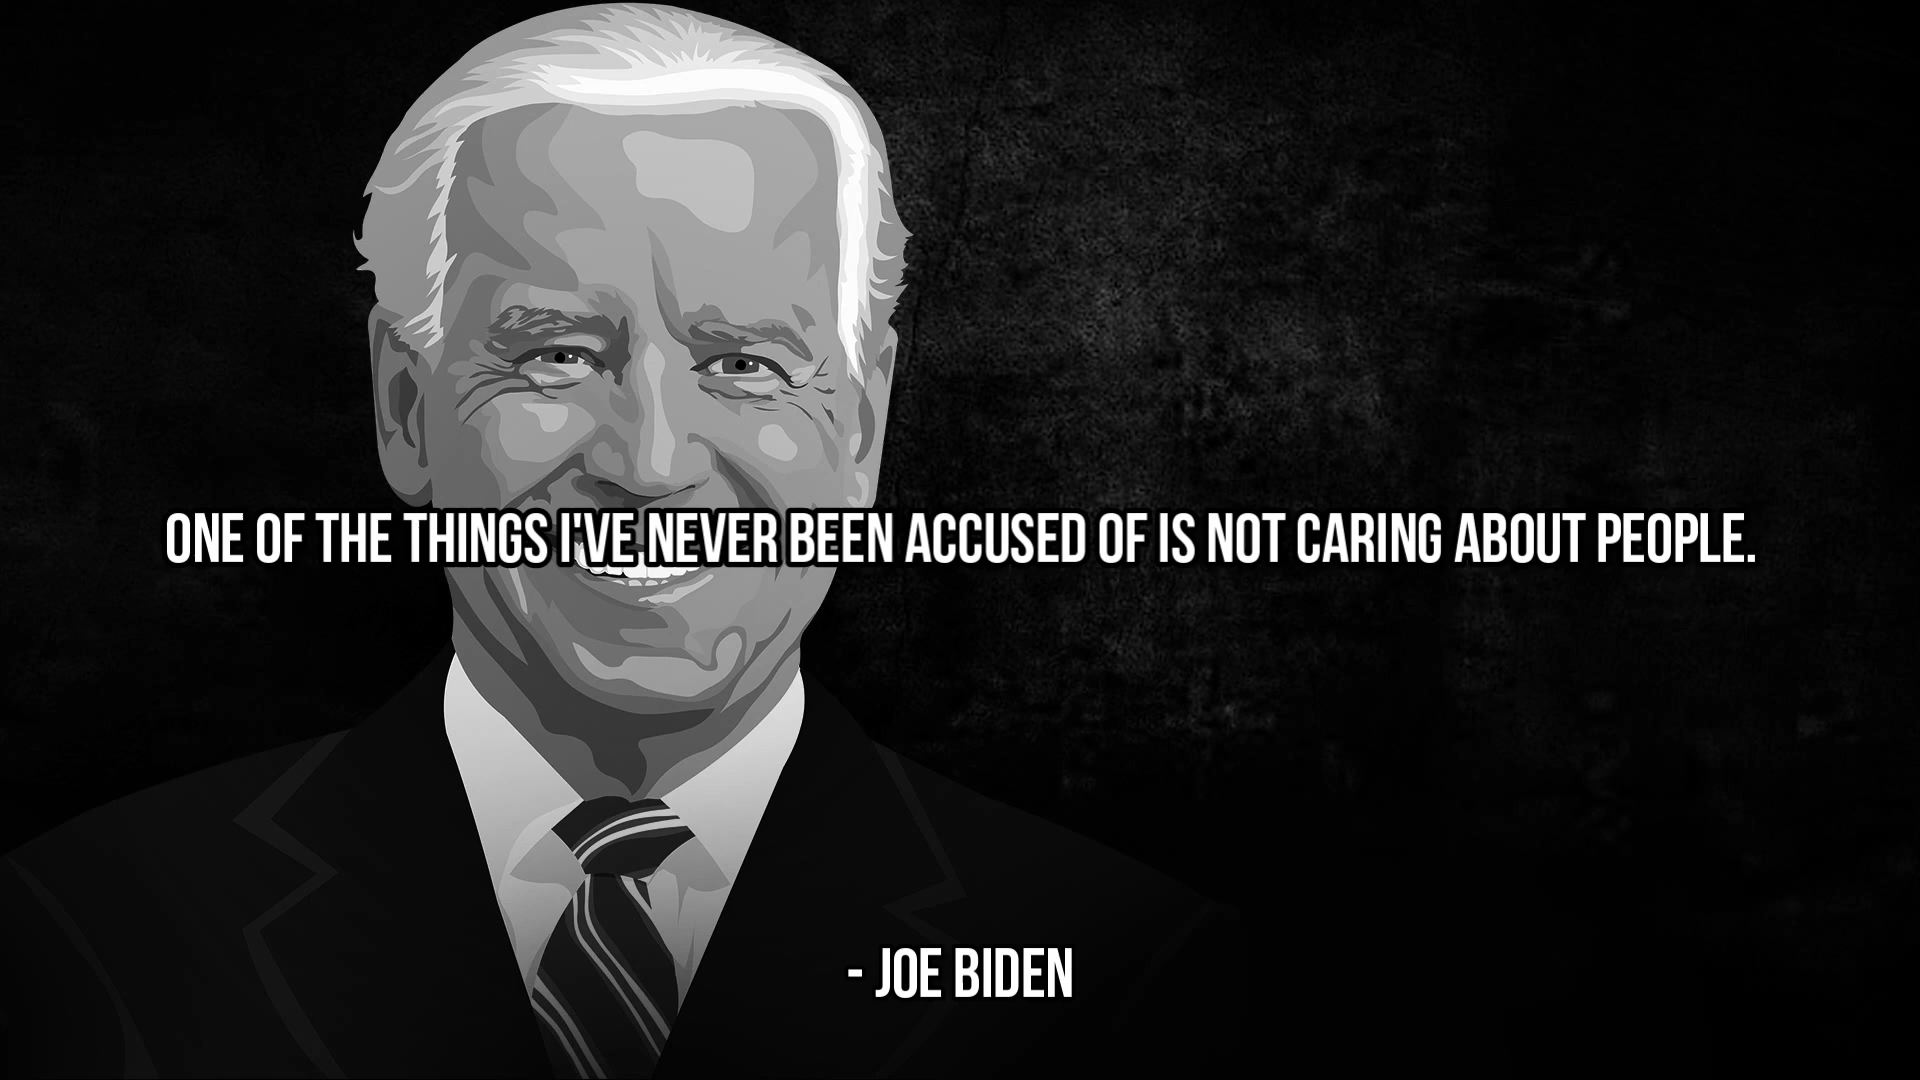 ONE OF THE THINGS I'VE NEVER BEEN ACCUSED OF IS NOT CARING ABOUT PEOPLE.
- JOE BIDEN